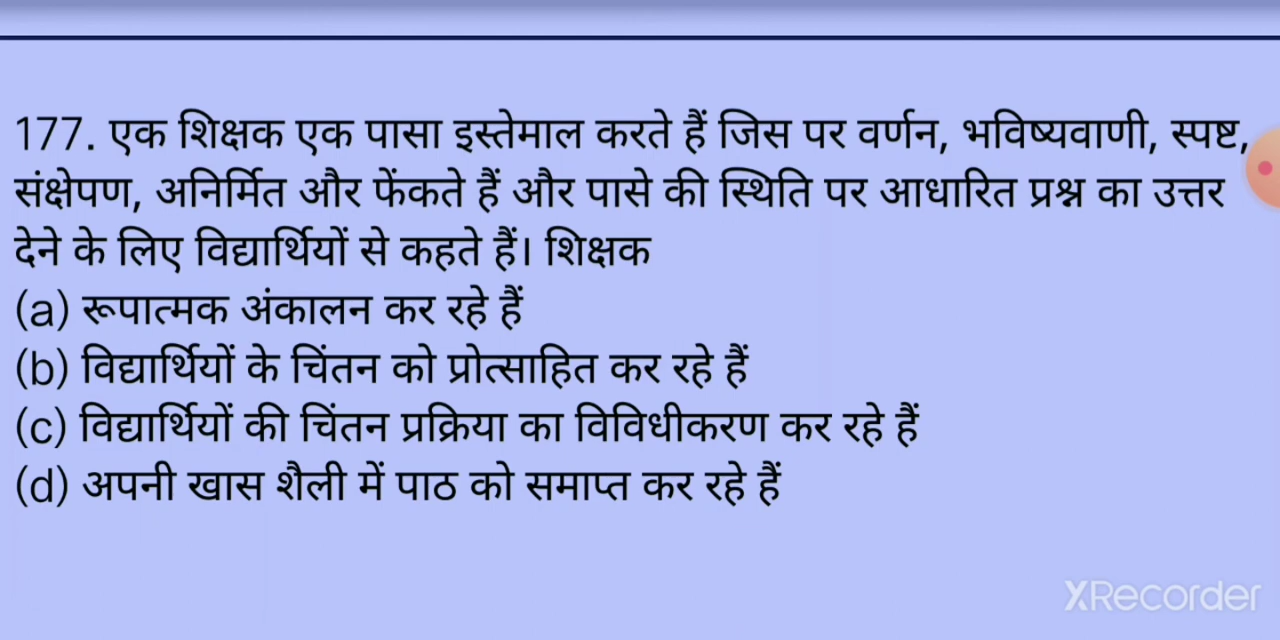 177. एक शिक्षक एक पासा इस्तेमाल करते हैं जिस पर वर्णन, भविष्यवाणी, स्पष्ट,
संक्षेपण, अनिर्मित और फेंकते हैं और पासे की स्थिति पर आधारित प्रश्न का उत्तर
देने के लिए विद्यार्थियों से कहते हैं। शिक्षक
(a) रूपात्मक अंकालन कर रहे हैं
(b) विद्यार्थियों के चिंतन को प्रोत्साहित कर रहे हैं
(c) विद्यार्थियों की चिंतन प्रक्रिया का विविधीकरण कर रहे हैं
(d) अपनी खास शैली में पाठ को समाप्त कर रहे हैं
XRecorder